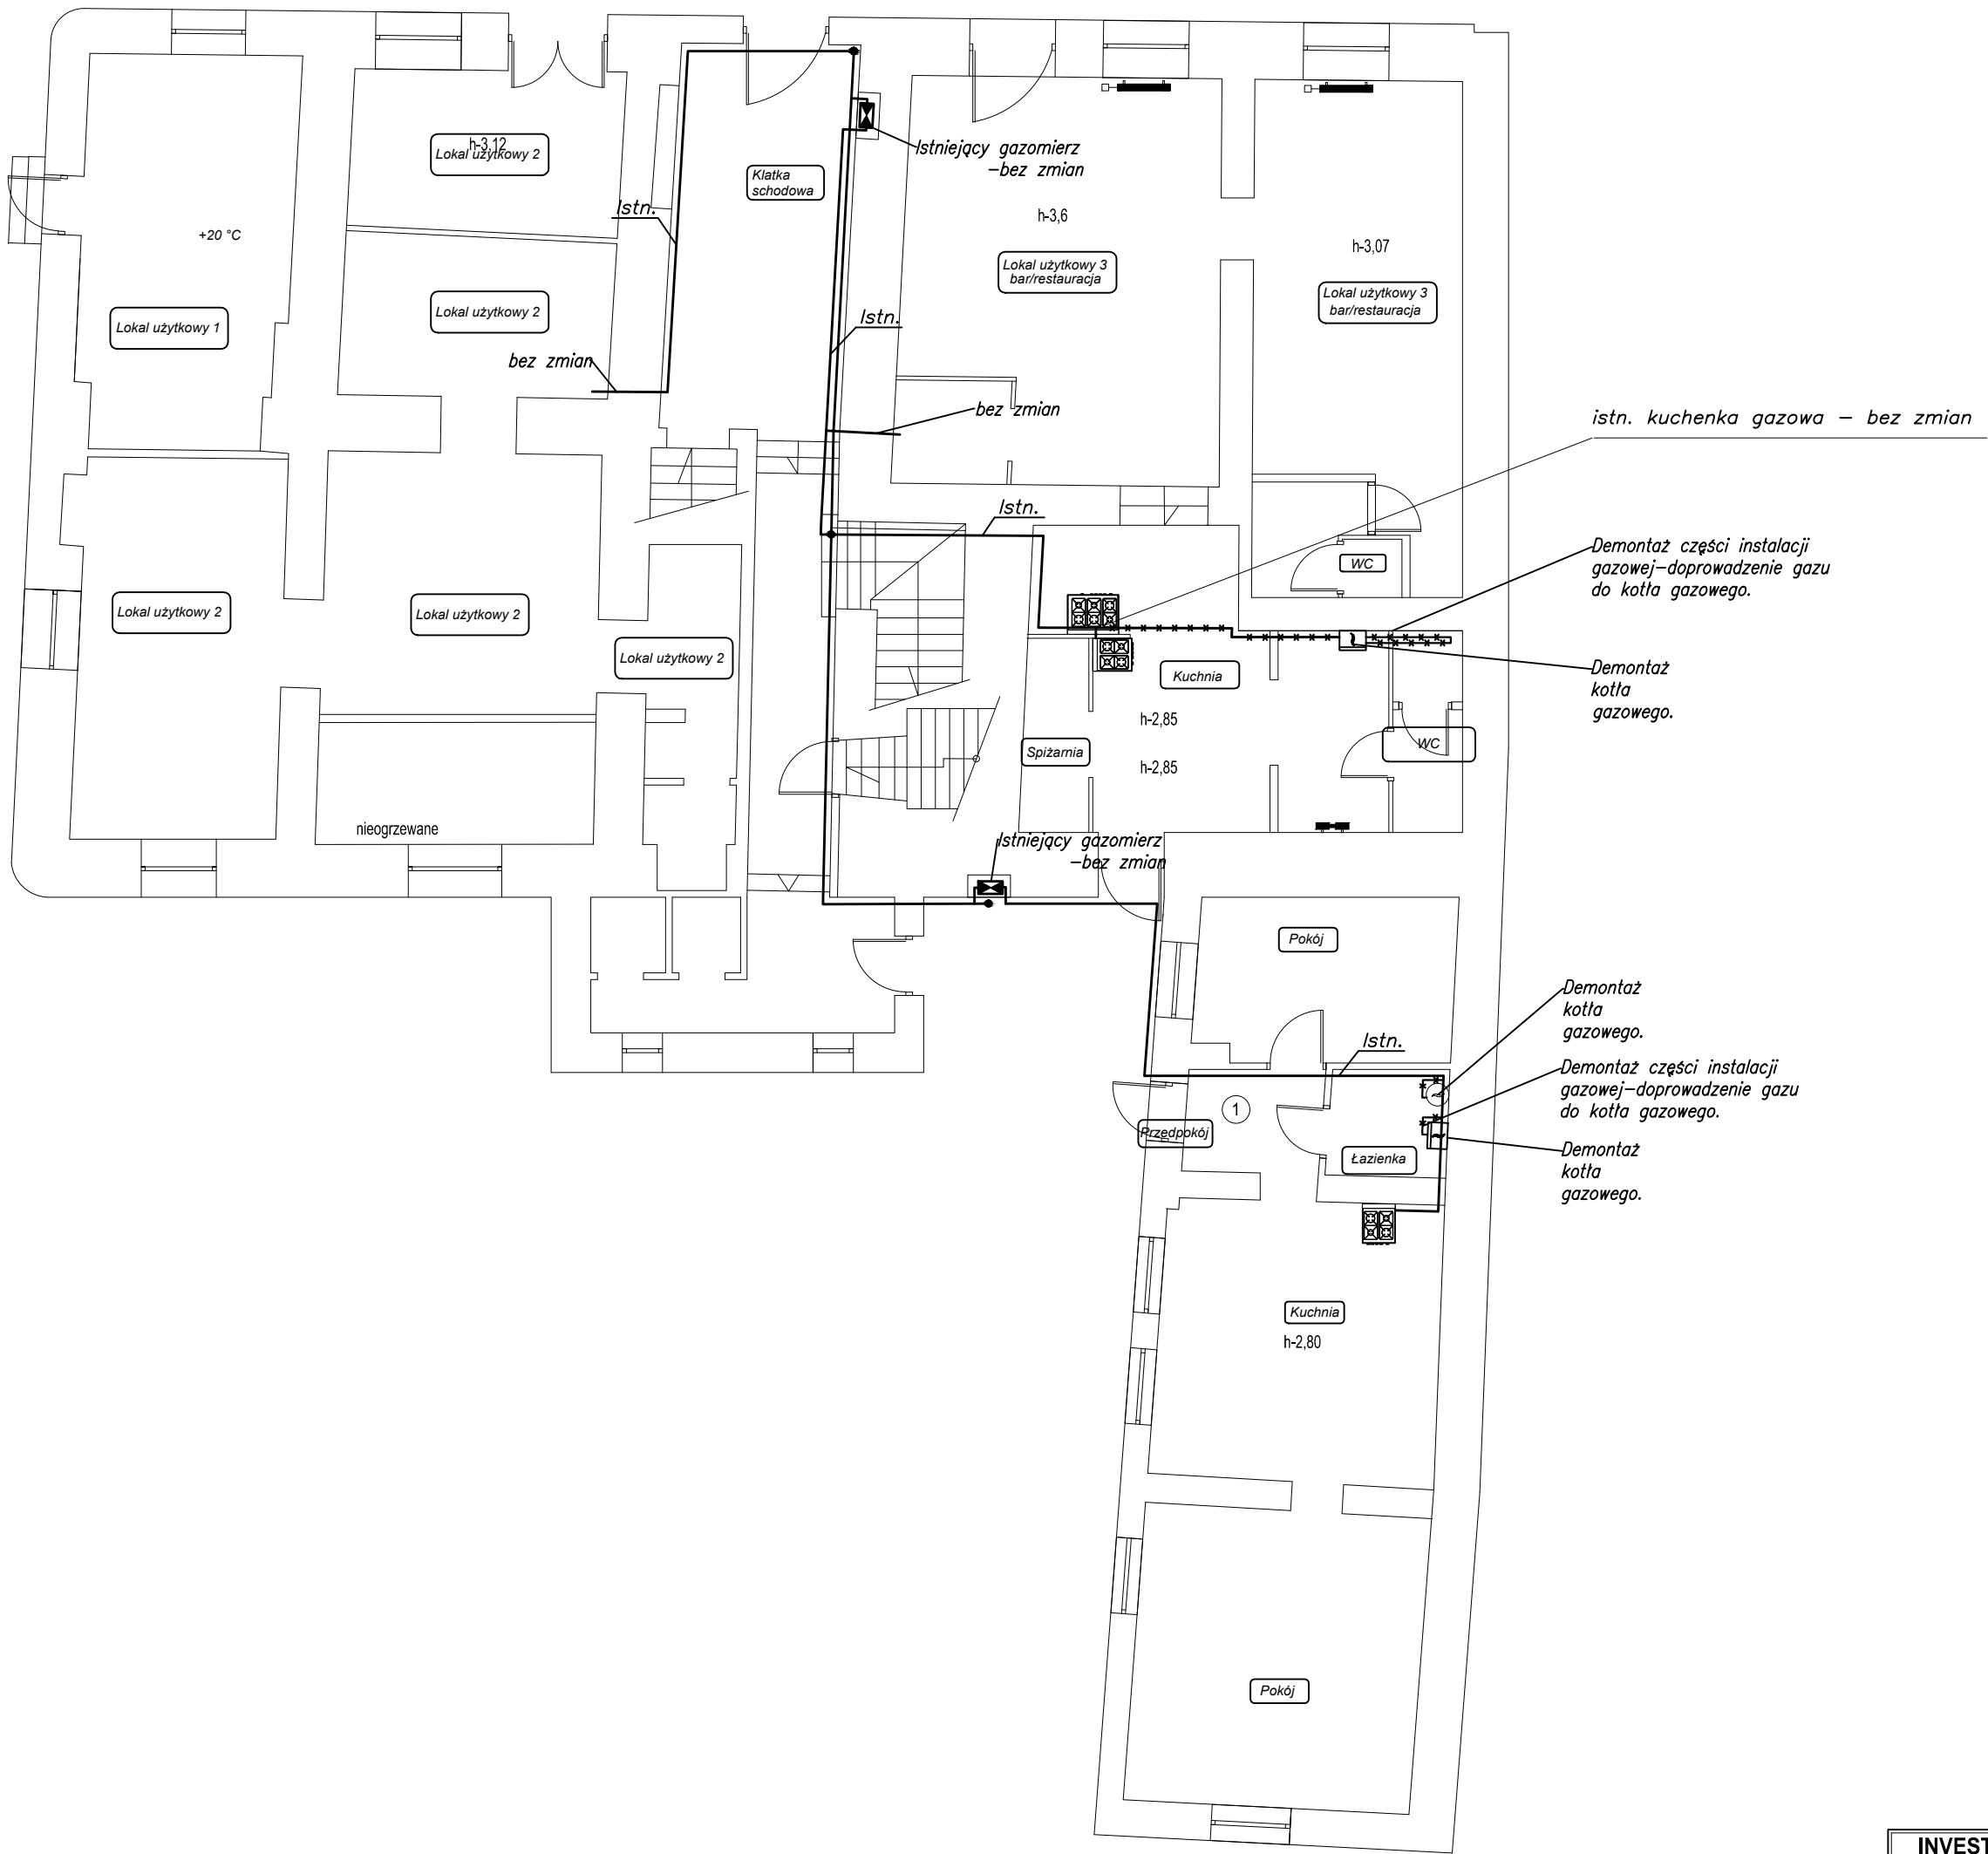 h-3,12
Lokal użytkowy 2
Istniejący gazomierz
-bez zmian
Klatka
schodowa
Istn.
h-3,6
+20 °C
h-3,07
Lokal użytkowy 3
bar/restauracja
Lokal użytkowy 3
bar/restauracja
Lokal użytkowy 1
Lokal użytkowy 2
Istn.
bez zmian
bez zmian
istn. kuchenka gazowa – bez zmian
Istn.
Demontaż części instalacji
gazowej-doprowadzenie gazu
do kotła gazowego.
WC
Lokal użytkowy 2
Lokal użytkowy 2
Lokal użytkowy 2
Kuchnia
Demontaż
kotła
gazowego.
h-2,85
Spiżarnia
WC
h-2,85
nieogrzewane
Istniejący gazomierz
-bez zmian
Pokój
Demontaż
kotła
gazowego.
Istn.
Demontaż części instalacji
gazowej-doprowadzenie gazu
do kotła gazowego.
1
Przedpokój
Łazienka
Demontaż
kotła
gazowego.
Kuchnia
h-2,80
Pokój
INVEST